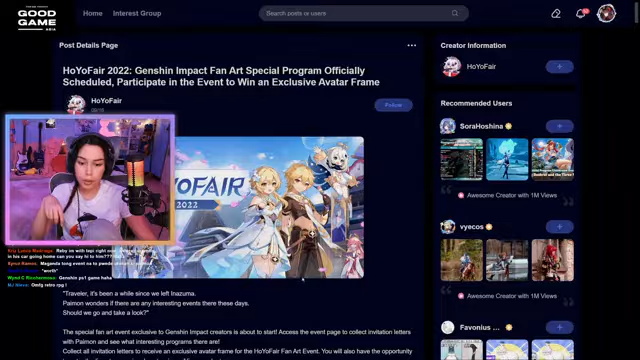 GOOD
GAME
ASIA
Home
Interest Group
Search posts or users
Post Details Page
HoYoFair 2022: Genshin Impact Fan Art Special Program Officially
Scheduled, Participate in the Event to Win an Exclusive Avatar Frame
HoYoFair
Follow
YOFAIR
2022
"worth"
Genshin ps1 game haha
Omfg retro rpg !
"Traveler, it's been a while since we left Inazuma.
Paimon wonders if there are any interesting events there these days.
Should we go and take a look?"
The special fan art event exclusive to Genshin Impact creators is about to start! Access the event page to collect invitation letters
with Paimon and see what interesting programs there are!
Collect all invitation letters to receive an exclusive avatar frame for the HoYoFair Fan Art Event. You will also have the opportunity
Creator Information
HoYoFair
Recommended Users
SoraHoshina
Awesome Creator with 1M Views
vyecos
Awesome Creator with 1M Views
Favonius ...